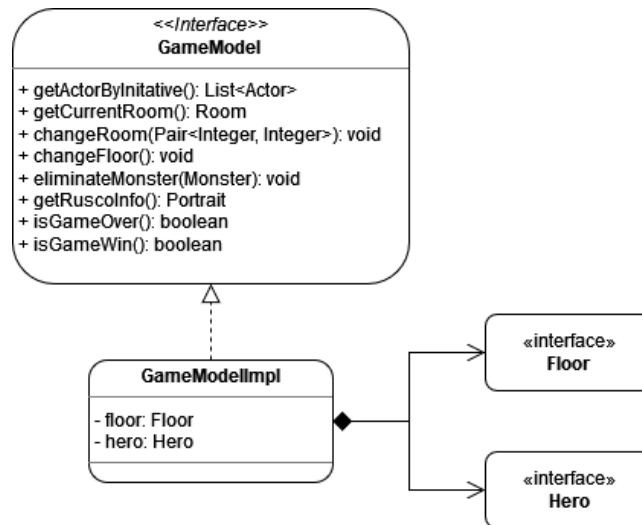 <<Interface>>
GameModel
+ getActorByInitative(): List<Actor>
+ getCurrentRoom(): Room
+ changeRoom(Pair<Integer, Integer>): void
+ changeFloor(): void
+ eliminateMonster(Monster): void
+ getRuscoInfo(): Portrait
+ isGameOver(): boolean
+ isGameWin(): boolean
GameModelImpl
- floor: Floor
- hero: Hero
«interface»
Floor
«interface»
Hero